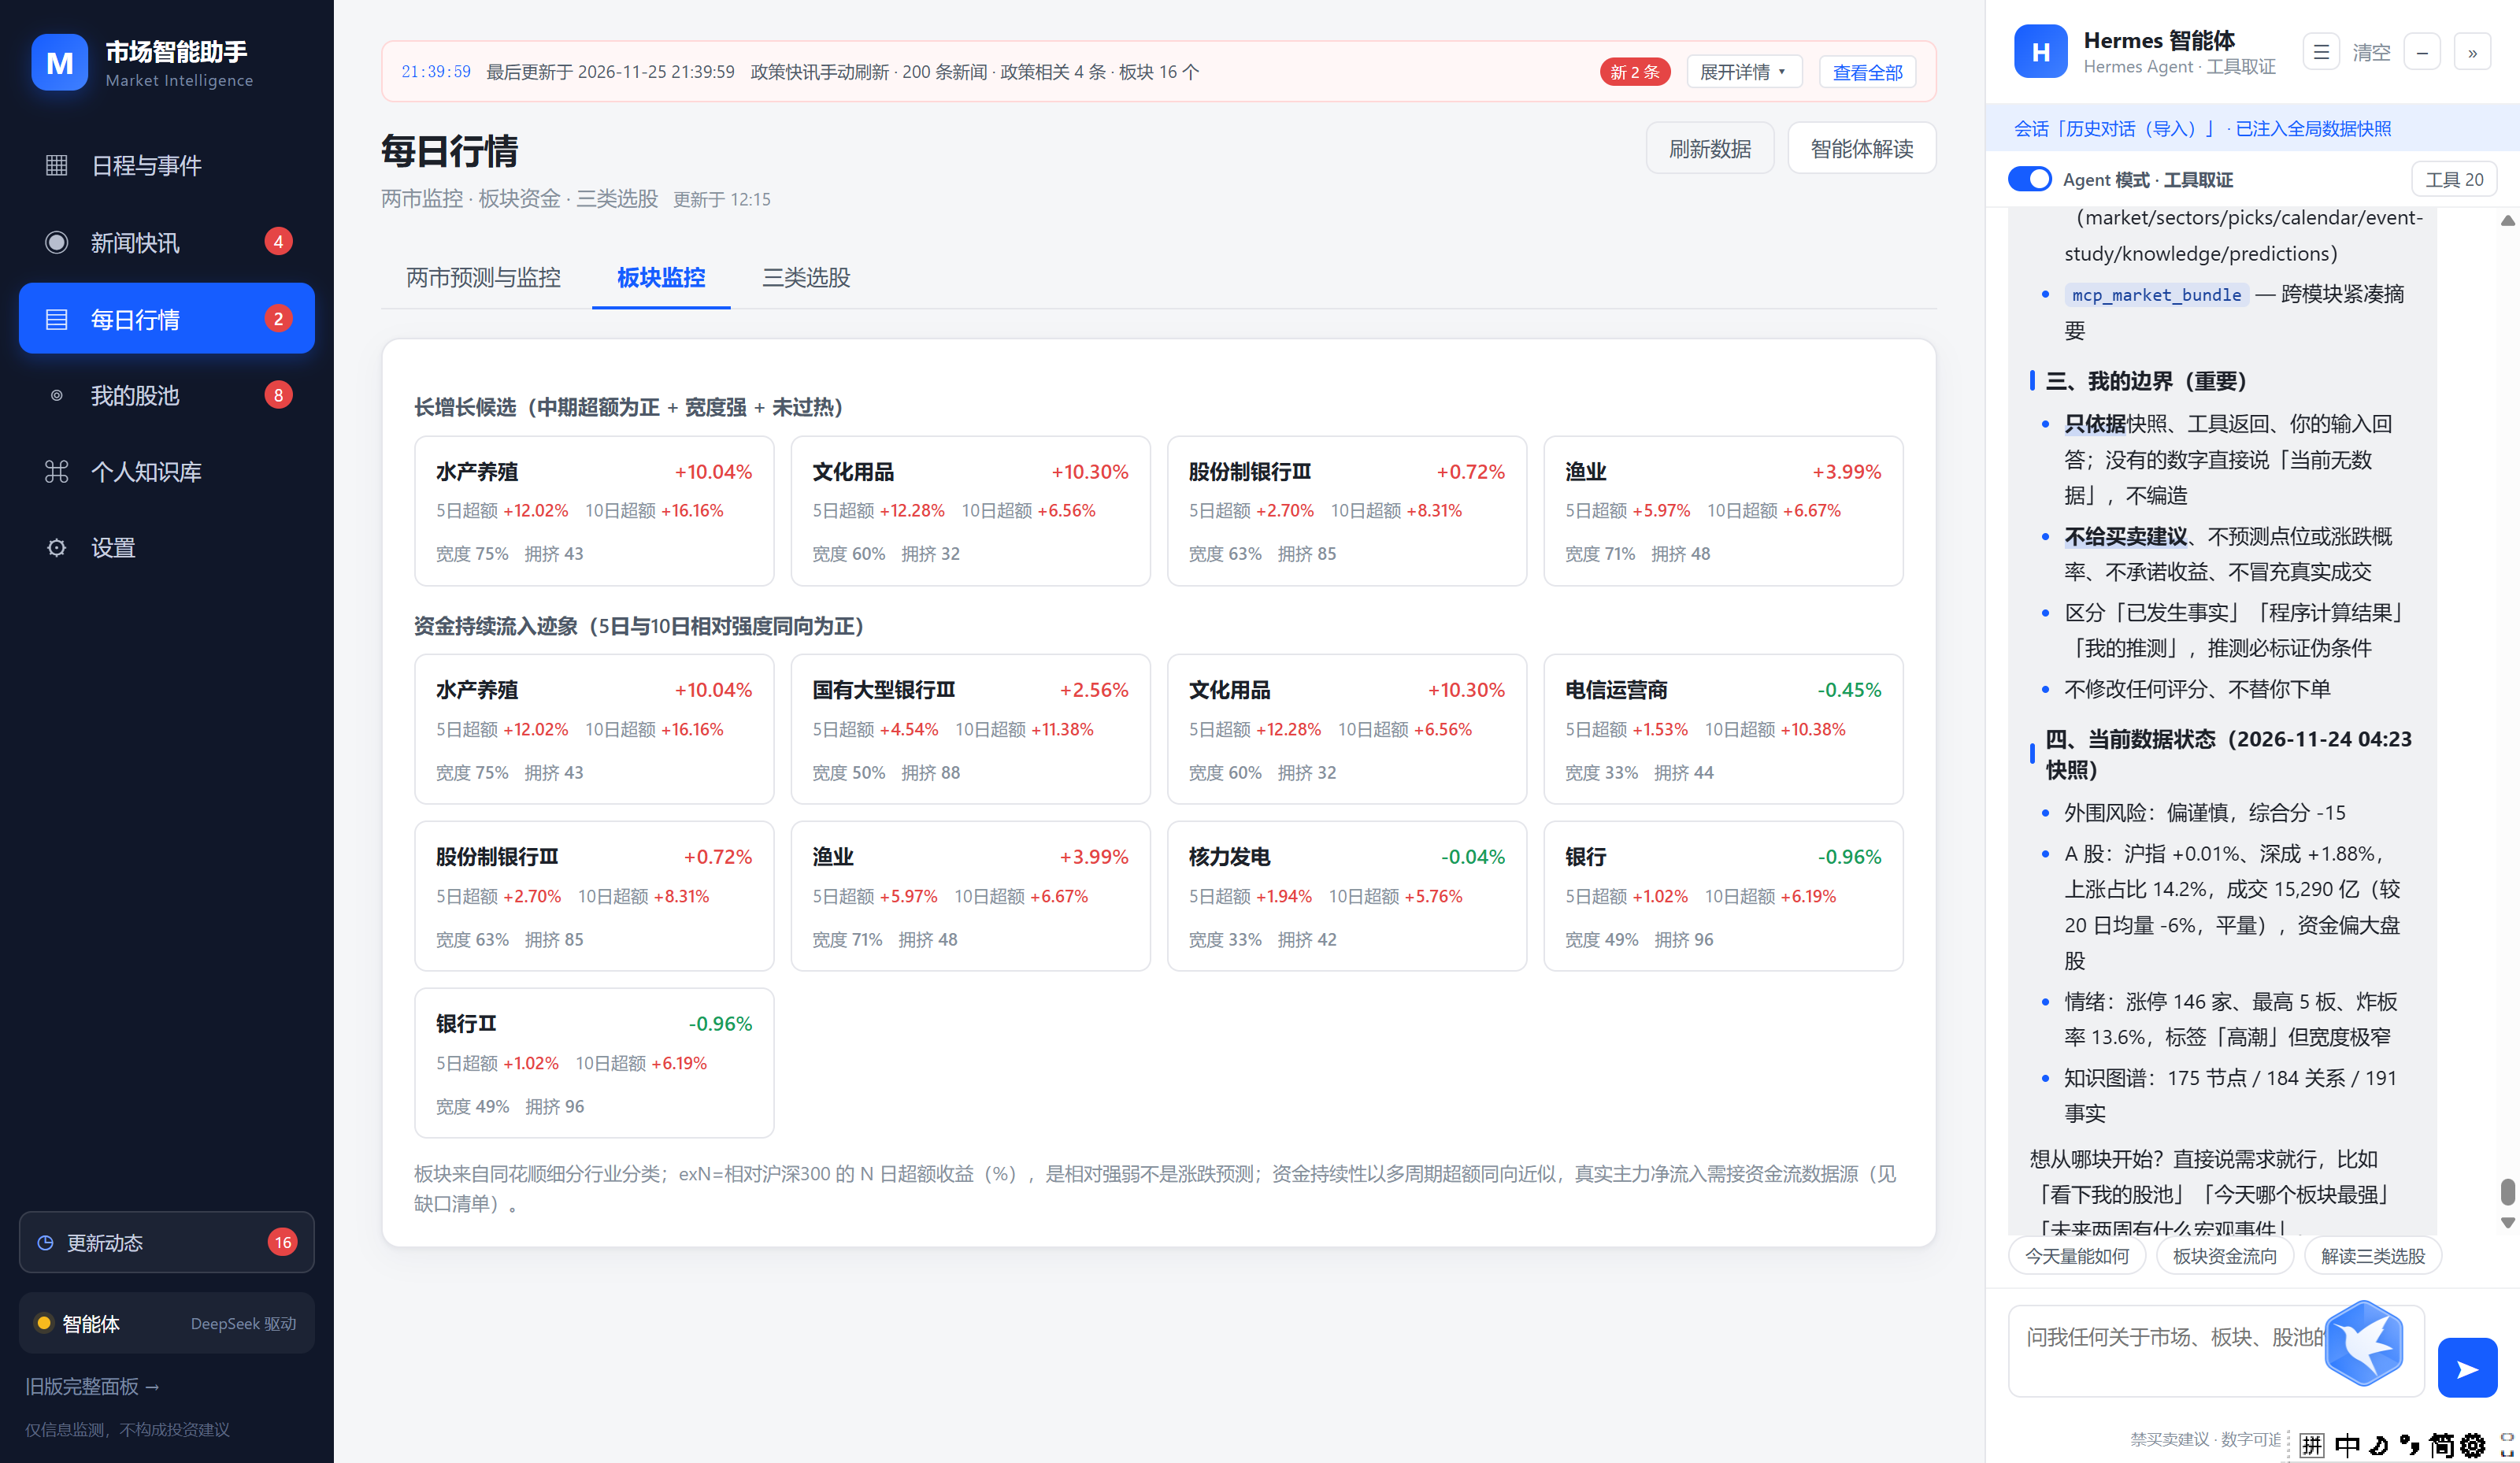 M
市场智能助手
Market Intelligence
日程与事件
新闻快讯
4
每日行情
2
我的股池
8
个人知识库
设置
更新动态
16
智能体
DeepSeek 驱动
旧版完整面板 →
仅信息监测，不构成投资建议
21:39:59 最后更新于 2026-11-25 21:39:59 政策快讯手动刷新 · 200 条新闻 · 政策相关 4 条 · 板块 16 个
新 2 条
展开详情 ▾
查看全部
每日行情
刷新数据
智能体解读
两市监控 · 板块资金 · 三类选股 更新于 12:15
两市预测与监控
板块监控
三类选股
长增长候选（中期超额为正 + 宽度强 + 未过热）
水产养殖 +10.04%
5日超额 +12.02% 10日超额 +16.16%
宽度 75% 拥挤 43
文化用品 +10.30%
5日超额 +12.28% 10日超额 +6.56%
宽度 60% 拥挤 32
股份制银行Ⅲ +0.72%
5日超额 +2.70% 10日超额 +8.31%
宽度 63% 拥挤 85
渔业 +3.99%
5日超额 +5.97% 10日超额 +6.67%
宽度 71% 拥挤 48
资金持续流入迹象（5日与10日相对强度同向为正）
水产养殖 +10.04%
5日超额 +12.02% 10日超额 +16.16%
宽度 75% 拥挤 43
国有大型银行Ⅲ +2.56%
5日超额 +4.54% 10日超额 +11.38%
宽度 50% 拥挤 88
文化用品 +10.30%
5日超额 +12.28% 10日超额 +6.56%
宽度 60% 拥挤 32
电信运营商 -0.45%
5日超额 +1.53% 10日超额 +10.38%
宽度 33% 拥挤 44
股份制银行Ⅲ +0.72%
5日超额 +2.70% 10日超额 +8.31%
宽度 63% 拥挤 85
渔业 +3.99%
5日超额 +5.97% 10日超额 +6.67%
宽度 71% 拥挤 48
核力发电 -0.04%
5日超额 +1.94% 10日超额 +5.76%
宽度 33% 拥挤 42
银行 -0.96%
5日超额 +1.02% 10日超额 +6.19%
宽度 49% 拥挤 96
银行Ⅱ -0.96%
5日超额 +1.02% 10日超额 +6.19%
宽度 49% 拥挤 96
板块来自同花顺细分行业分类；exN=相对沪深300 的 N 日超额收益（%），是相对强弱不是涨跌预测；资金持续性以多周期超额同向近似，真实主力净流入需接资金流数据源（见
缺口清单）。
H
Hermes 智能体
Hermes Agent · 工具取证
☰
清空
–
»
会话「历史对话（导入）」 · 已注入全局数据快照
Agent 模式 · 工具取证
工具 20
（market/sectors/picks/calendar/event-
study/knowledge/predictions）
mcp_market_bundle — 跨模块紧凑摘
要
三、我的边界（重要）
只依据快照、工具返回、你的输入回
答；没有的数字直接说「当前无数
据」，不编造
不给买卖建议、不预测点位或涨跌概
率、不承诺收益、不冒充真实成交
区分「已发生事实」「程序计算结果」
「我的推测」，推测必标证伪条件
不修改任何评分、不替你下单
四、当前数据状态（2026-11-24 04:23
快照）
外围风险：偏谨慎，综合分 -15
A 股：沪指 +0.01%、深成 +1.88%，
上涨占比 14.2%，成交 15,290 亿（较
20 日均量 -6%，平量），资金偏大盘
股
情绪：涨停 146 家、最高 5 板、炸板
率 13.6%，标签「高潮」但宽度极窄
知识图谱：175 节点 / 184 关系 / 191
事实
想从哪块开始？直接说需求就行，比如
「看下我的股池」「今天哪个板块最强」
「未来两周有什么宏观事件」
今天量能如何
板块资金流向
解读三类选股
问我任何关于市场、板块、股池的
禁买卖建议 · 数字可追
拼 中 简